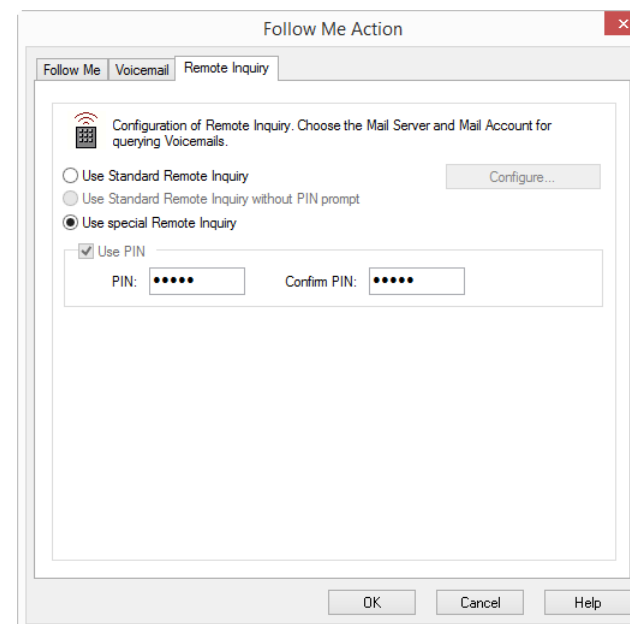 Follow Me Action
Follow Me Voicemail Remote Inquiry
Configuration of Remote Inquiry. Choose the Mail Server and Mail Account for
querying Voicemails.
Use Standard Remote Inquiry Configure...
Use Standard Remote Inquiry without PIN prompt
Use special Remote Inquiry
Use PIN
PIN: ••••• Confirm PIN: •••••
OK Cancel Help